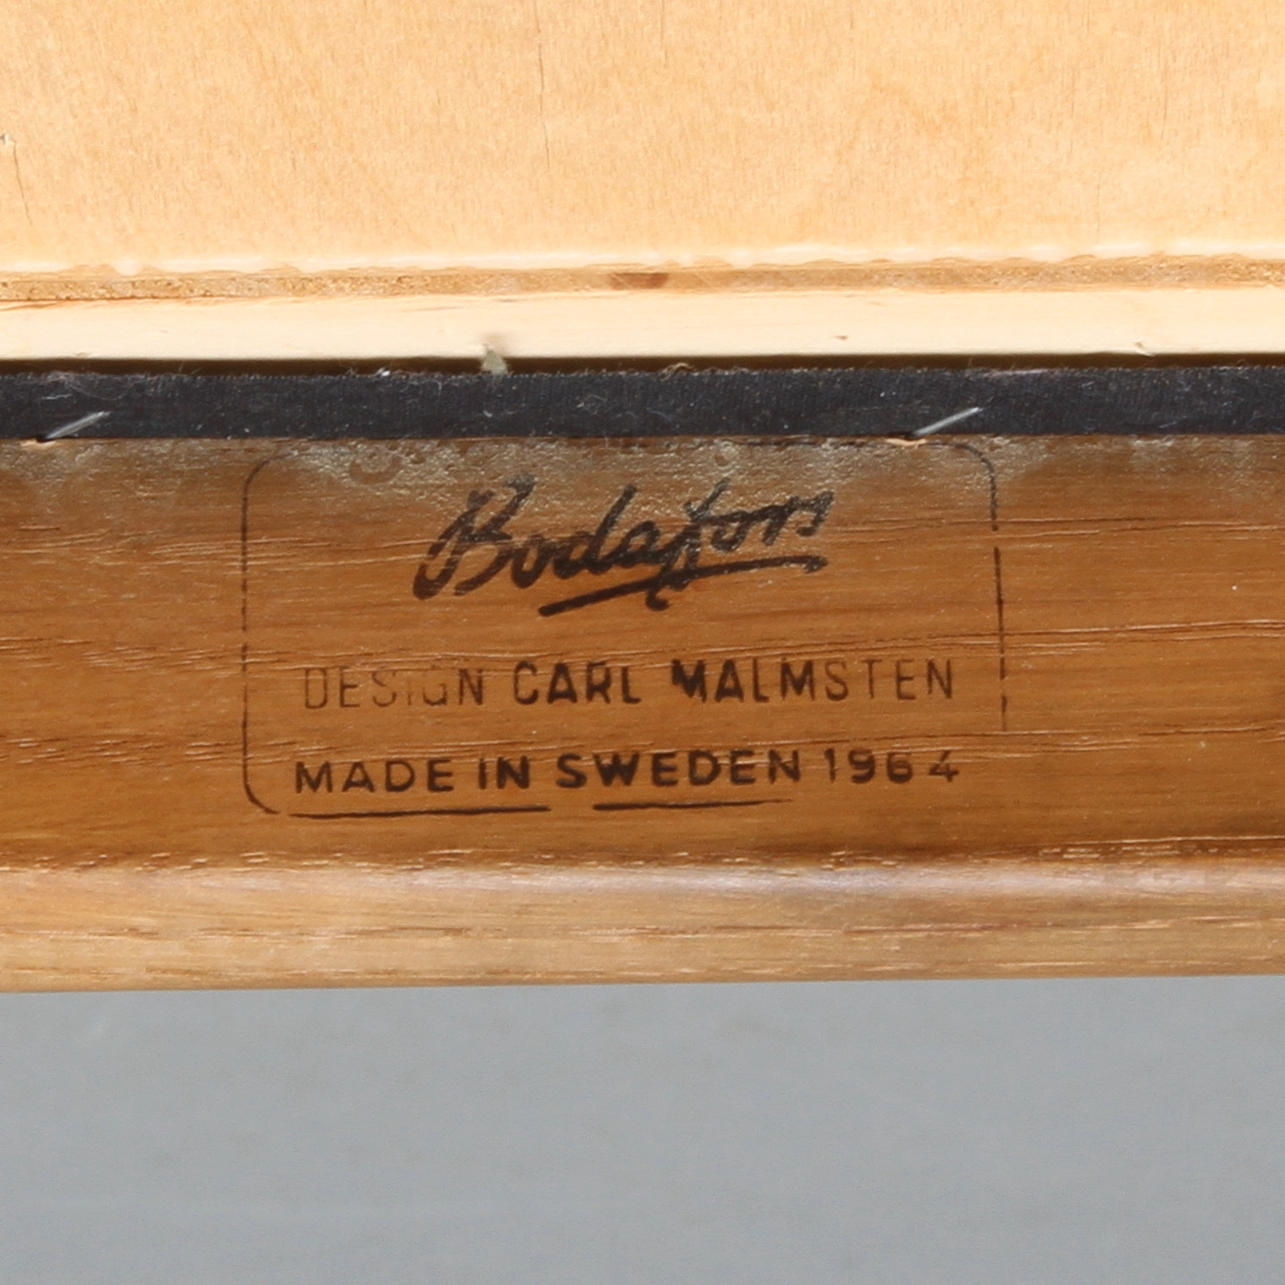 Bodafors
DESIGN CARL MALMSTEN
MADE IN SWEDEN 1964